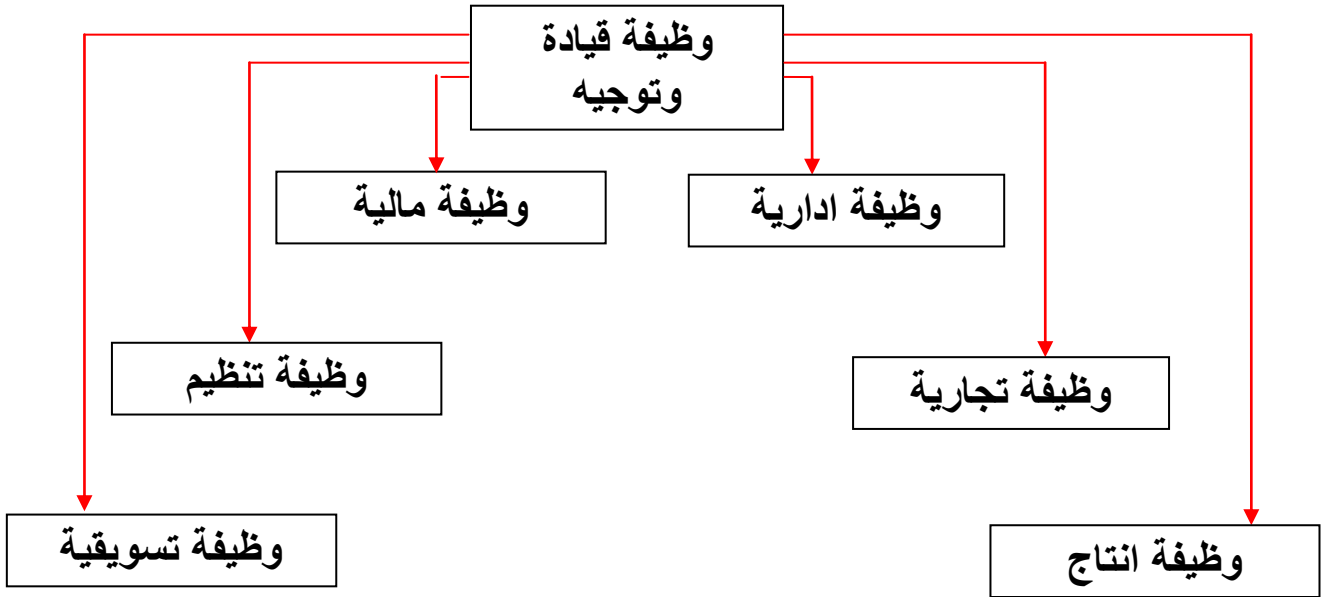 وظيفة قيادة
وتوجيه
وظيفة ادارية
وظيفة مالية
وظيفة تجارية
وظيفة تنظيم
وظيفة انتاج
وظيفة تسويقية